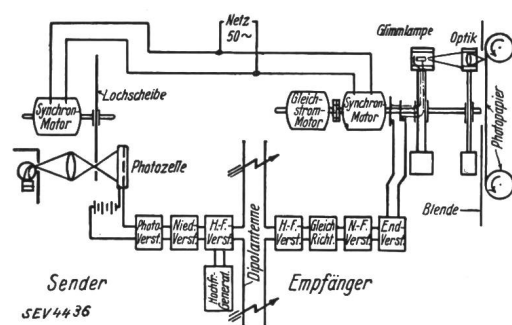 Netz
50~
Lochscheibe
Synchron-
Motor
Photozelle
Gleich-
strom-
Motor
Synchron
Motor
Glimmlampe
Optik
Photopapier
Blende
Photo
Verst.
Nied-
Verst.
H.-F.-
Verst.
Hochfr.
General.
Dipolantenne
H.-F.-
Verst.
Gleich
Richt.
N.-F.-
Verst.
End-
Verst.
Sender
Empfänger
SEV4436